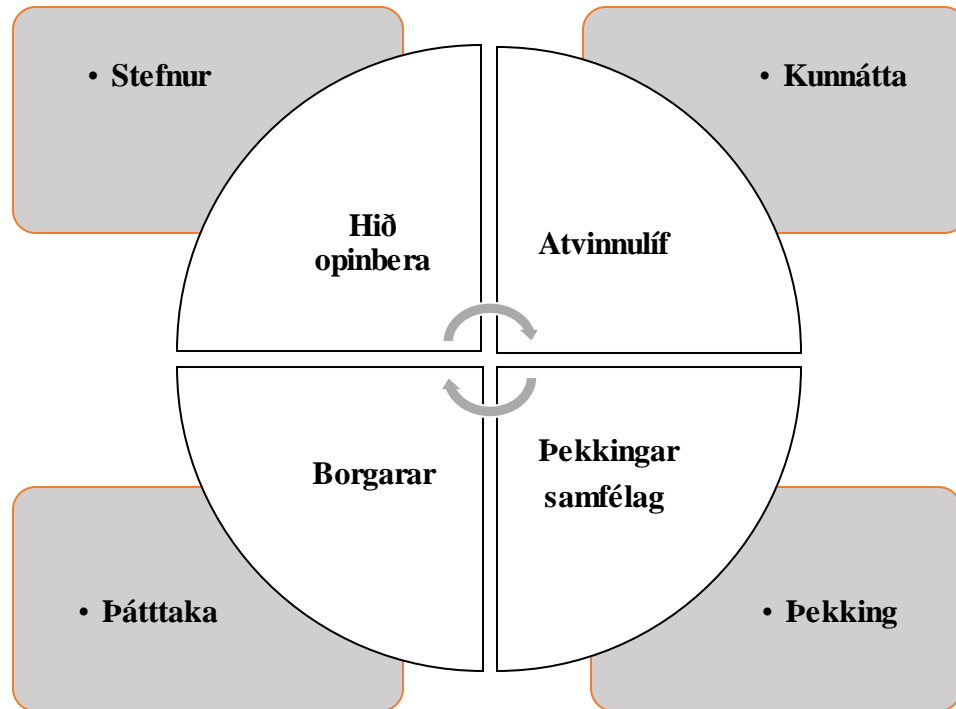 • Stefnur
• Kunnátta
Hið
opinbera
Atvinnulíf
Borgarar
Þekkingar
samfélag
• Þátttaka
• Þekking